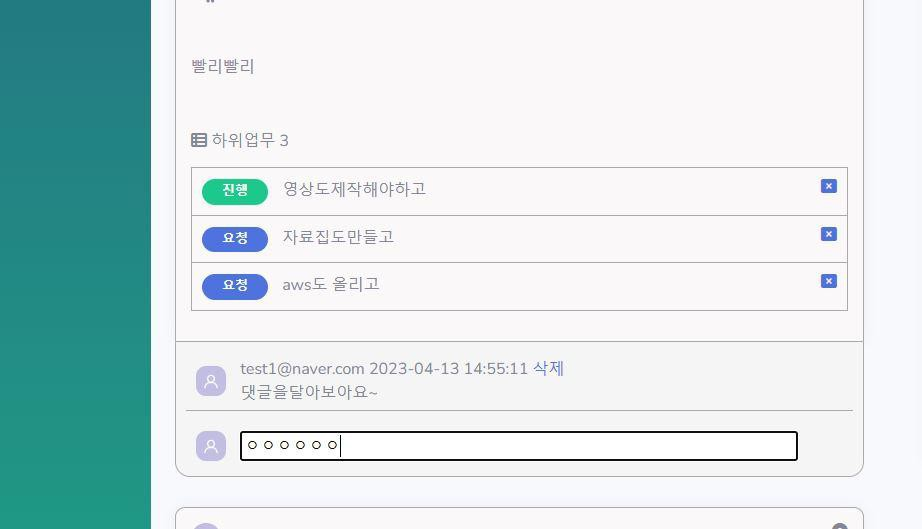 빨리빨리
하위업무 3
진행 영상도제작해야하고
요청 자료집도만들고
요청 aws도 올리고
test1@naver.com 2023-04-13 14:55:11 삭제
댓글을달아보아요~
ㅇㅇㅇㅇㅇㅇ